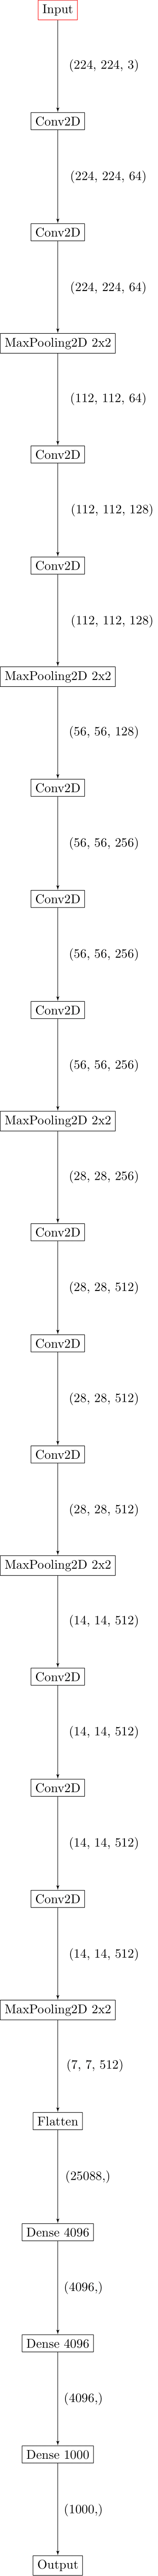 Input
(224, 224, 3)
Conv2D
(224, 224, 64)
Conv2D
(224, 224, 64)
MaxPooling2D 2x2
(112, 112, 64)
Conv2D
(112, 112, 128)
Conv2D
(112, 112, 128)
MaxPooling2D 2x2
(56, 56, 128)
Conv2D
(56, 56, 256)
Conv2D
(56, 56, 256)
Conv2D
(56, 56, 256)
MaxPooling2D 2x2
(28, 28, 256)
Conv2D
(28, 28, 512)
Conv2D
(28, 28, 512)
Conv2D
(28, 28, 512)
MaxPooling2D 2x2
(14, 14, 512)
Conv2D
(14, 14, 512)
Conv2D
(14, 14, 512)
Conv2D
(14, 14, 512)
MaxPooling2D 2x2
(7, 7, 512)
Flatten
(25088,)
Dense 4096
(4096,)
Dense 4096
(4096,)
Dense 1000
(1000,)
Output